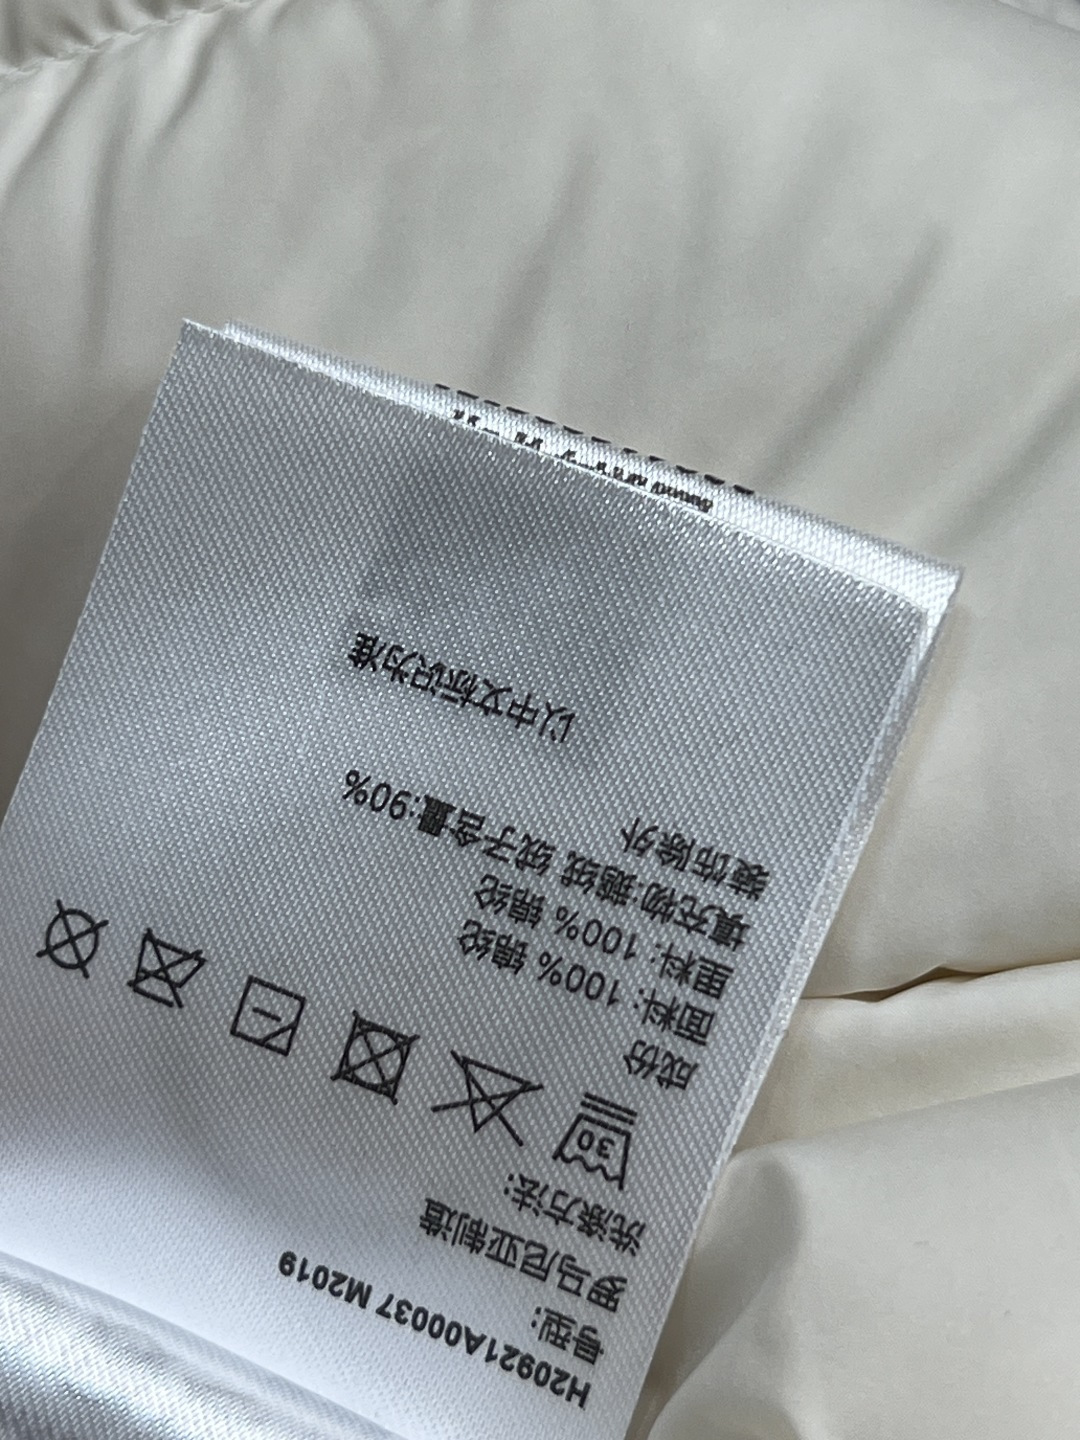 H20921A00037 M2019
号型:
罗马尼亚制造
洗涤方法:
30
成份
面料: 100% 锦纶
里料: 100% 锦纶
填充物:鹅绒 绒子含量:90%
装饰除外
以中文标识为准